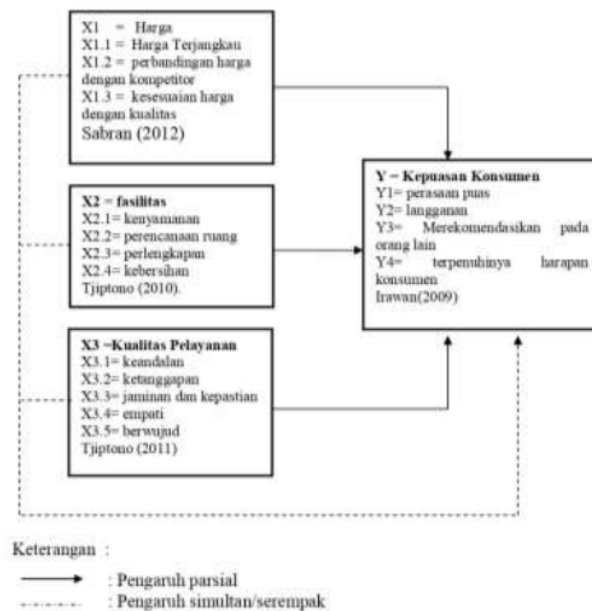 X1 = Harga
X1.1 = Harga Terjangkau
X1.2 = perbandingan harga
dengan kompetitor
X1.3 = kesesuaian harga
dengan kualitas
Sabran (2012)
X2 = fasilitas
X2.1= kenyamanan
X2.2= perencanaan ruang
X2.3= perlengkapan
X2.4= kebersihan
Tjiptono (2010).
X3 =Kualitas Pelayanan
X3.1= keandalan
X3.2= ketanggapan
X3.3= jaminan dan kepastian
X3.4= empati
X3.5= berwujud
Tjiptono (2011)
Y = Kepuasan Konsumen
Y1= perasaan puas
Y2= langganan
Y3= Merekomendasikan pada
orang lain
Y4= terpenuhinya harapan
konsumen
Irawan(2009)
Keterangan :
: Pengaruh parsial
: Pengaruh simultan/serempak